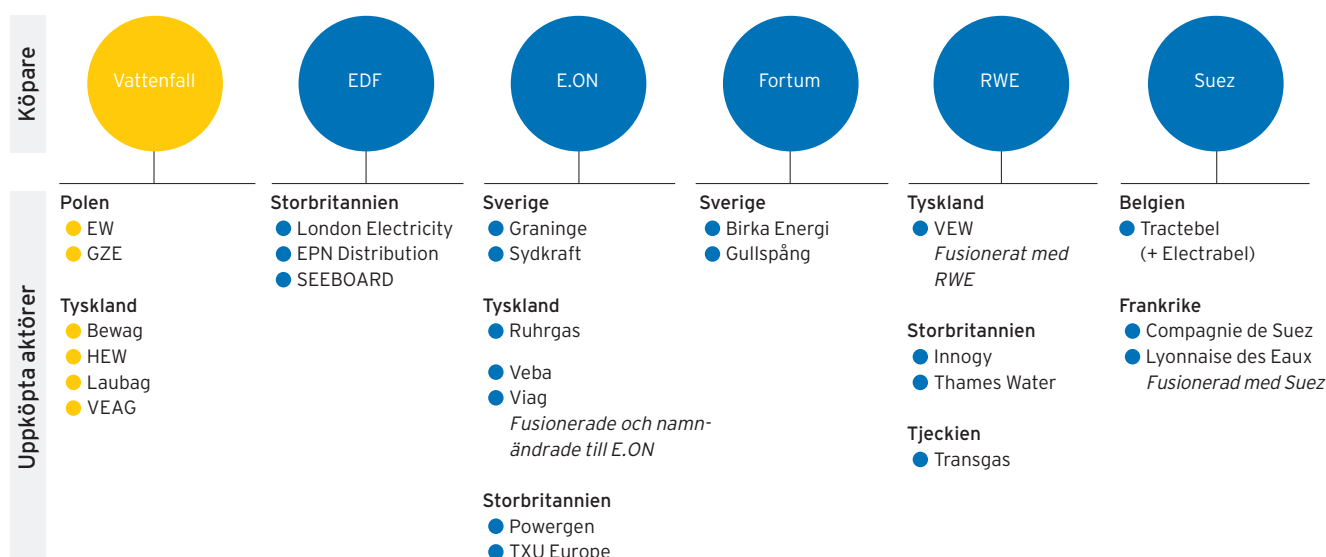 Köpare
Vattenfall
EDF
E.ON
Fortum
RWE
Suez
Uppköpta aktörer
Polen
EW
GZE
Tyskland
Bewag
HEW
Laubag
VEAG
Storbritannien
London Electricity
EPN Distribution
SEEBOARD
Sverige
Graninge
Sydkraft
Tyskland
Ruhrgas
Veba
Viag
Fusionerade och namn-
ändrade till E.ON
Storbritannien
Powergen
TXU Europe
Sverige
Birka Energi
Gullspång
Tyskland
VEW
Fusionerat med
RWE
Storbritannien
Innogy
Thames Water
Tjeckien
Transgas
Belgien
Tractebel
(+ Electrabel)
Frankrike
Compagnie de Suez
Lyonnaise des Eaux
Fusionerad med Suez